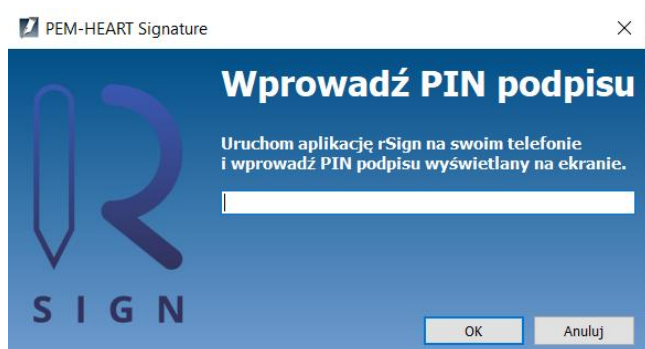 PEM-HEART Signature
Wprowadź PIN podpisu
Uruchom aplikację rSign na swoim telefonie
i wprowadź PIN podpisu wyświetlany na ekranie.
R
SIGN
OK Anuluj